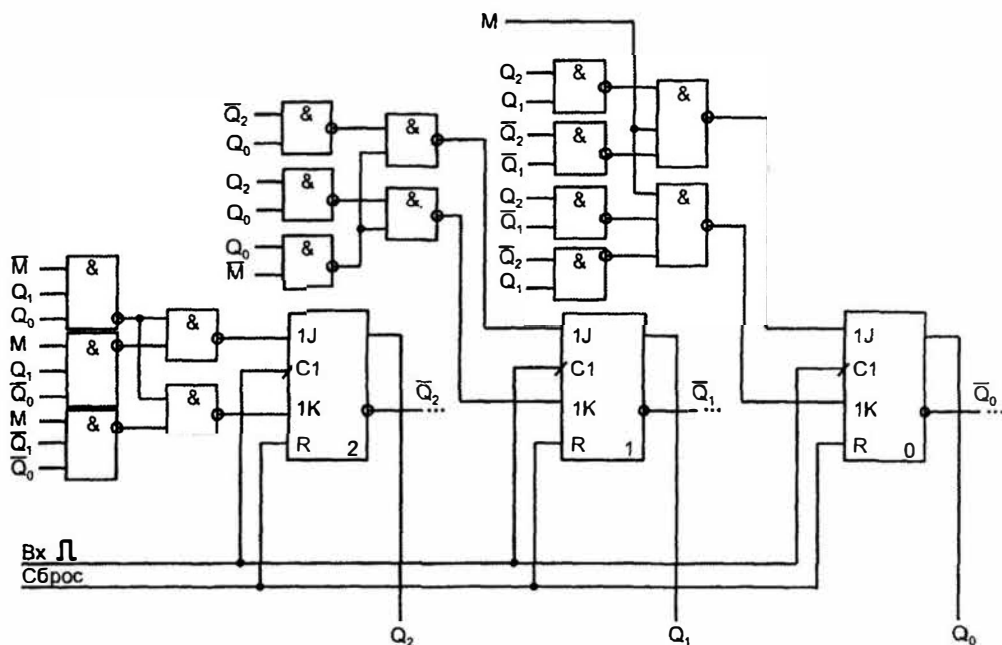 M
Q₂ &
Q₁ &
Q̅₂ &
Q̅₁
Q₂ &
Q̅₁ &
Q̅₂ &
Q₁
Q̅₂ &
Q₀ &
Q₂ &
Q₀ &.
Q₀ &
M̅
M̅ &
Q₁
Q₀ &
M &
Q₁
Q̅₀ &
M &
Q̅₁
Q̅₀
1J
C1 Q̅₂ ...
1K
R 2
1J
C1 Q̅₁ ...
1K
R 1
1J
C1 Q̅₀ ...
1K
R 0
Вх
Сброс
Q₂ Q₁ Q₀